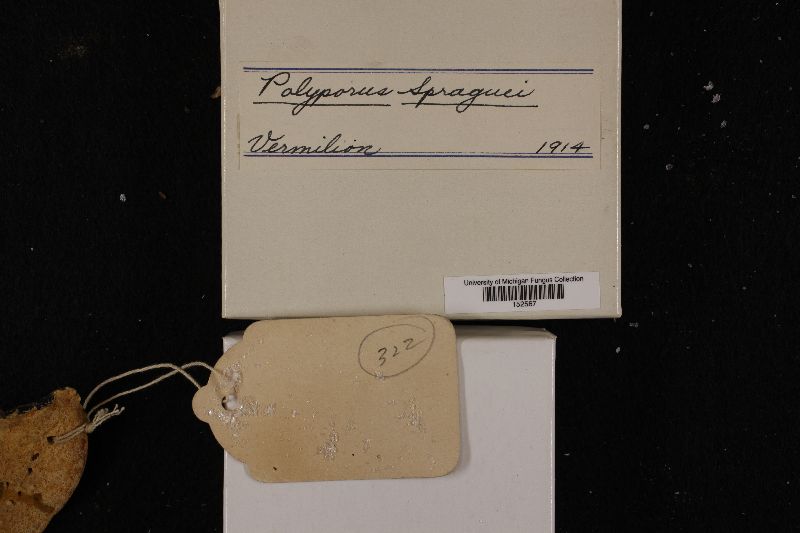 Polyporus Spraguei
Vermilion 1914
University of Michigan Fungus Collection
152567
322